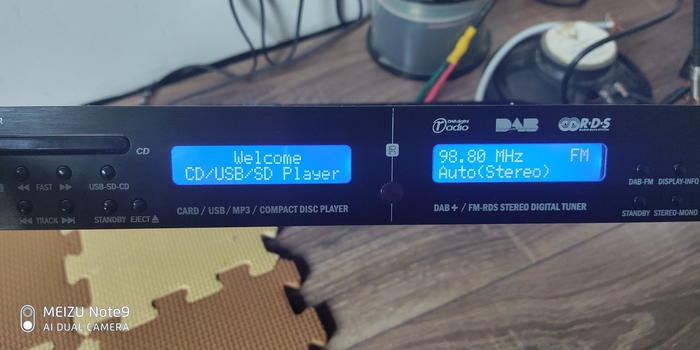 CD
Welcome
CD/USB/SD Player
FAST
USB-SD-CD
TRACK
STANDBY
EJECT
CARD / USB / MP3 / COMPACT DISC PLAYER
DAB digital
radio
DAB
R·D·S
98.80 MHz FM
Auto(Stereo)
DAB + / FM-RDS STEREO DIGITAL TUNER
DAB-FM
DISPLAY-INFO
STANDBY
STEREO-MONO
MEIZU Note9
AI DUAL CAMERA